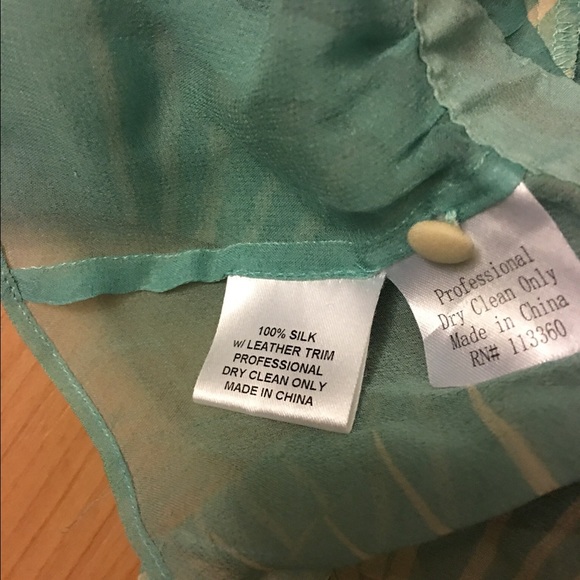 100% SILK
w/ LEATHER TRIM
PROFESSIONAL
DRY CLEAN ONLY
MADE IN CHINA
Professional
Dry Clean Only
Made in China
RN# 113360